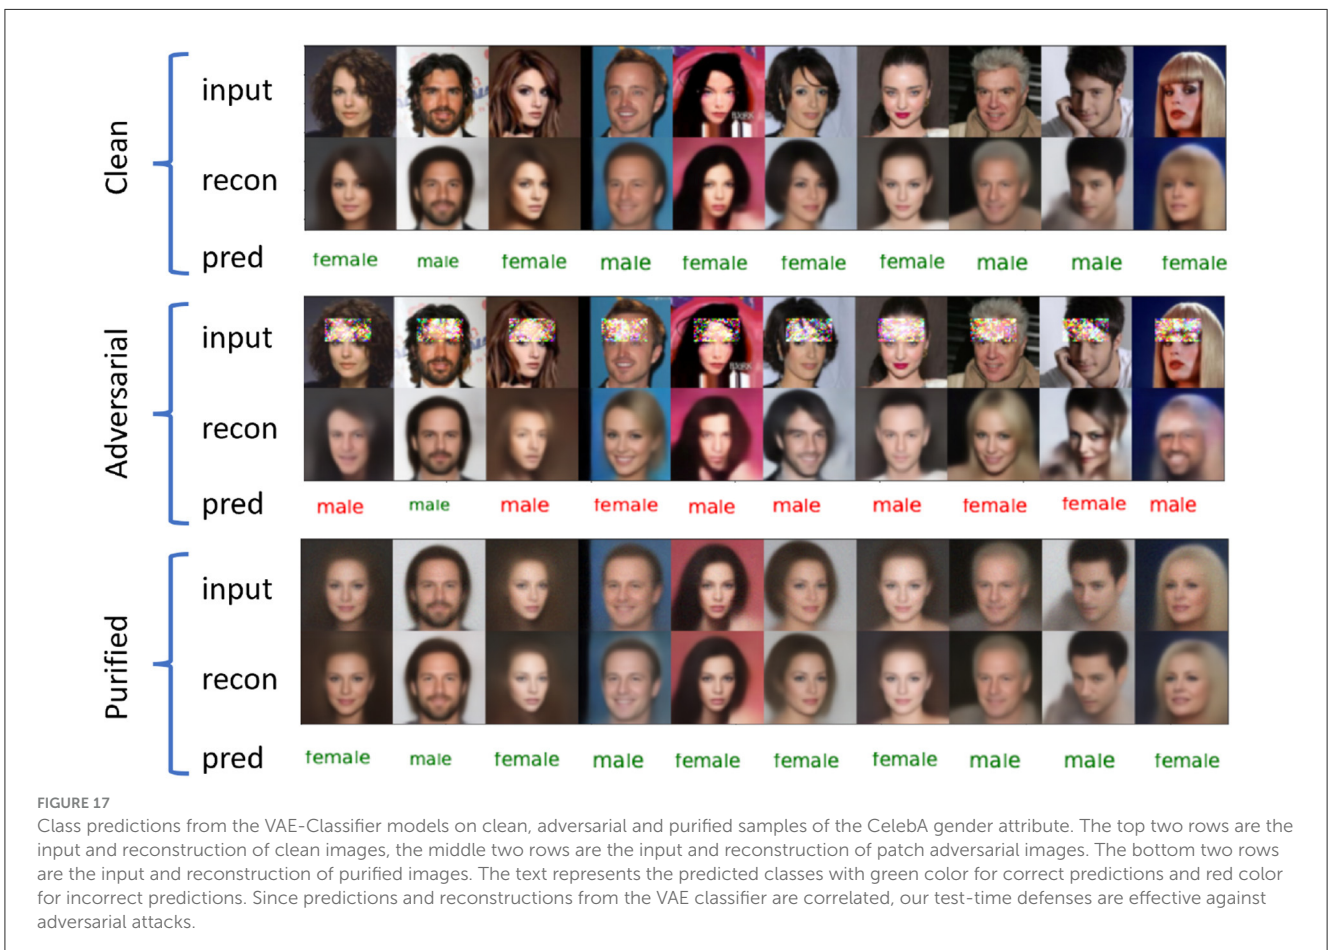 Clean
input
recon
pred
female male female male female female female male male female
Adversarial
input
recon
pred
male male male female male male male female female male
Purified
input
recon
pred
female male female male female female female male male female
FIGURE 17
Class predictions from the VAE-Classifier models on clean, adversarial and purified samples of the CelebA gender attribute. The top two rows are the
input and reconstruction of clean images, the middle two rows are the input and reconstruction of patch adversarial images. The bottom two rows
are the input and reconstruction of purified images. The text represents the predicted classes with green color for correct predictions and red color
for incorrect predictions. Since predictions and reconstructions from the VAE classifier are correlated, our test-time defenses are effective against
adversarial attacks.